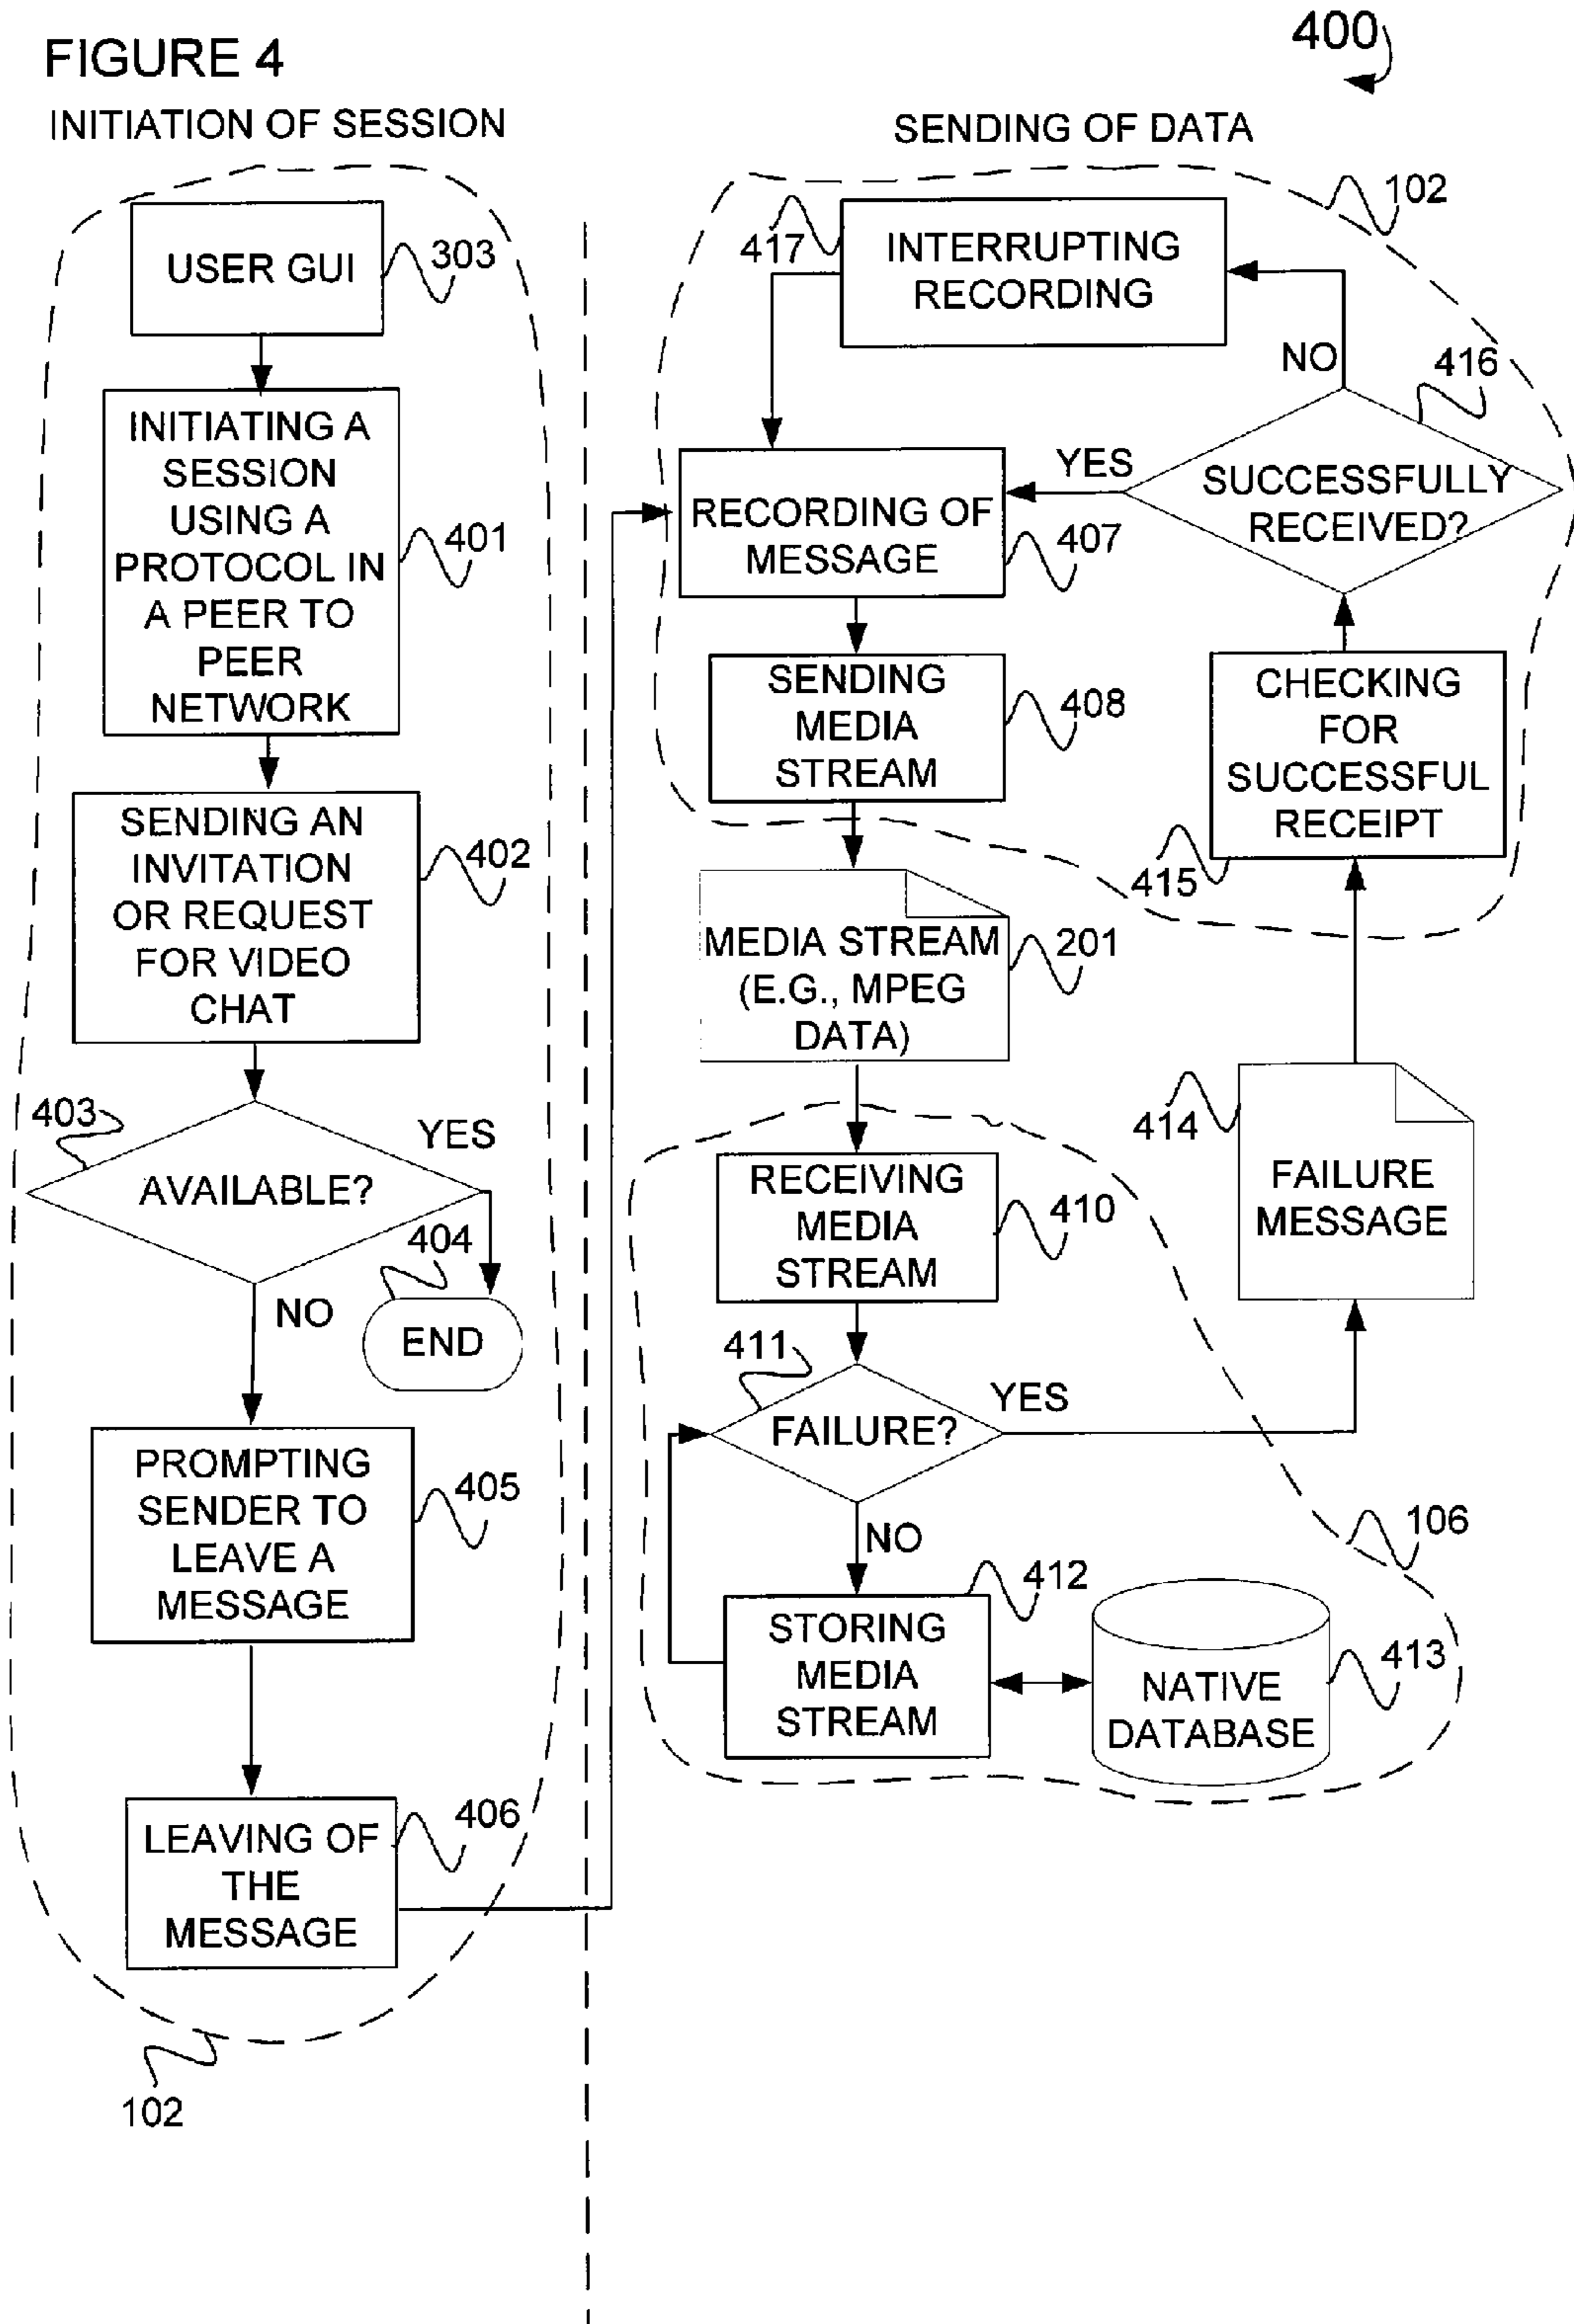 FIGURE 4
400
INITIATION OF SESSION
USER GUI
303
INITIATING A
SESSION
USING A
PROTOCOL IN
A PEER TO
PEER
NETWORK
401
SENDING AN
INVITATION
OR REQUEST
FOR VIDEO
CHAT
402
403
AVAILABLE?
YES
404
END
NO
PROMPTING
SENDER TO
LEAVE A
MESSAGE
405
LEAVING OF
THE
MESSAGE
406
102
SENDING OF DATA
102
417
INTERRUPTING
RECORDING
NO
416
YES
SUCCESSFULLY
RECEIVED?
RECORDING OF
MESSAGE
407
SENDING
MEDIA
STREAM
408
CHECKING
FOR
SUCCESSFUL
RECEIPT
415
MEDIA STREAM
(E.G., MPEG
DATA)
201
414
FAILURE
MESSAGE
RECEIVING
MEDIA
STREAM
410
411
FAILURE?
YES
NO
106
412
STORING
MEDIA
STREAM
NATIVE
DATABASE
413